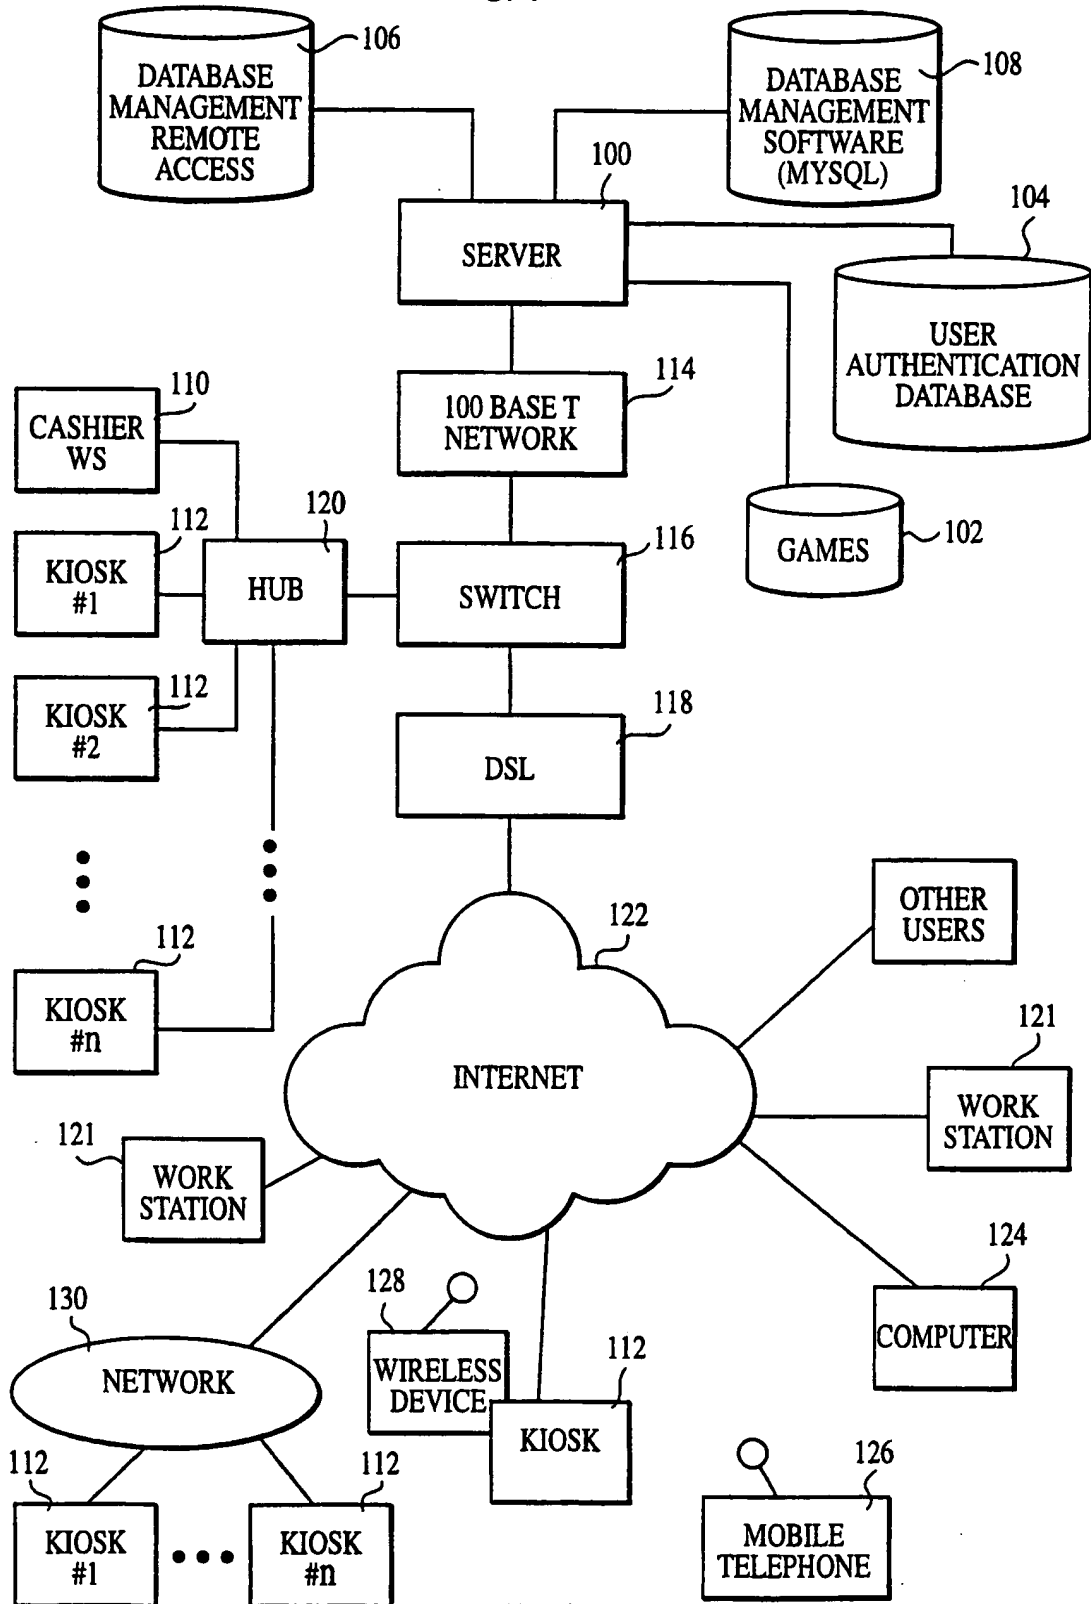 106
DATABASE
MANAGEMENT
REMOTE
ACCESS
DATABASE
MANAGEMENT
SOFTWARE
(MYSQL)
108
100
SERVER
104
USER
AUTHENTICATION
DATABASE
114
100 BASE T
NETWORK
110
CASHIER
WS
GAMES
102
120
112
KIOSK
#1
HUB
116
SWITCH
112
KIOSK
#2
118
DSL
112
KIOSK
#n
122
INTERNET
OTHER
USERS
121
WORK
STATION
121
WORK
STATION
124
COMPUTER
130
NETWORK
128
WIRELESS
DEVICE
112
KIOSK
112
KIOSK
#1
112
KIOSK
#n
126
MOBILE
TELEPHONE